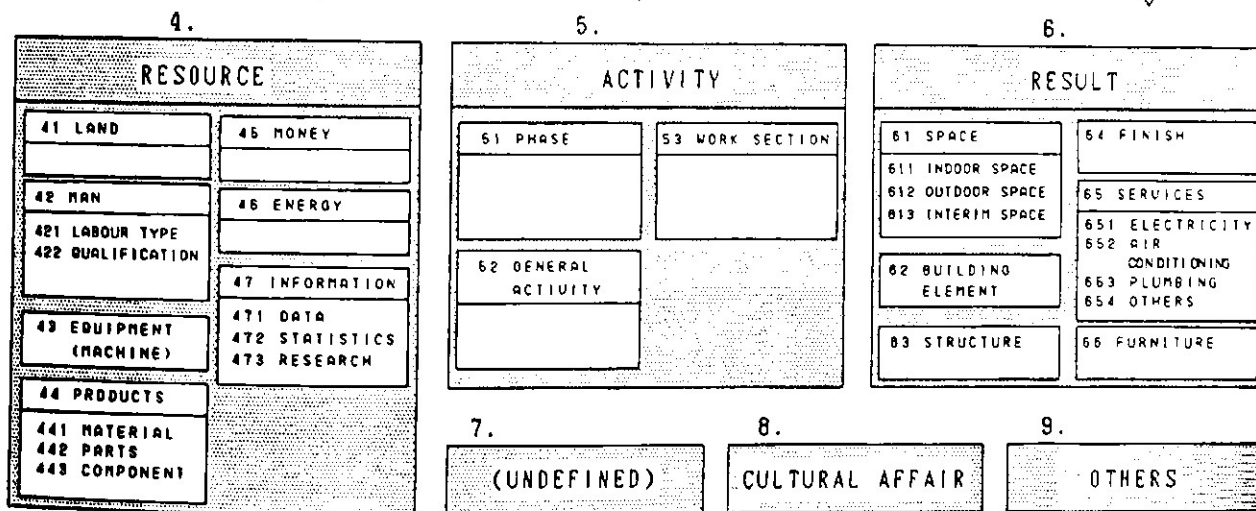 4.
RESOURCE
41 LAND
42 MAN
421 LABOUR TYPE
422 QUALIFICATION
43 EQUIPMENT
(MACHINE)
44 PRODUCTS
441 MATERIAL
442 PARTS
443 COMPONENT
45 MONEY
46 ENERGY
47 INFORMATION
471 DATA
472 STATISTICS
473 RESEARCH
5.
ACTIVITY
51 PHASE
52 GENERAL
ACTIVITY
53 WORK SECTION
6.
RESULT
61 SPACE
611 INDOOR SPACE
612 OUTDOOR SPACE
613 INTERIM SPACE
62 BUILDING
ELEMENT
63 STRUCTURE
64 FINISH
65 SERVICES
651 ELECTRICITY
652 AIR
CONDITIONING
653 PLUMBING
654 OTHERS
66 FURNITURE
7.
(UNDEFINED)
8.
CULTURAL AFFAIR
9.
OTHERS